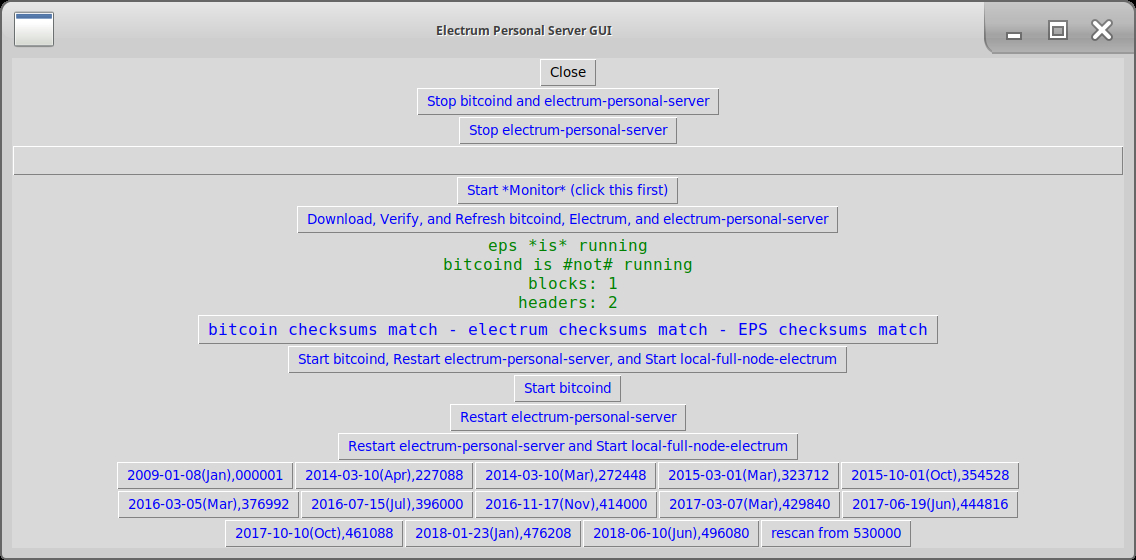 Electrum Personal Server GUI
Close
Stop bitcoind and electrum-personal-server
Stop electrum-personal-server
Start *Monitor* (click this first)
Download, Verify, and Refresh bitcoind, Electrum, and electrum-personal-server
eps *is* running
bitcoind is #not# running
blocks: 1
headers: 2
bitcoin checksums match - electrum checksums match - EPS checksums match
Start bitcoind, Restart electrum-personal-server, and Start local-full-node-electrum
Start bitcoind
Restart electrum-personal-server
Restart electrum-personal-server and Start local-full-node-electrum
2009-01-08(Jan),000001 2014-03-10(Apr),227088 2014-03-10(Mar),272448 2015-03-01(Mar),323712 2015-10-01(Oct),354528
2016-03-05(Mar),376992 2016-07-15(Jul),396000 2016-11-17(Nov),414000 2017-03-07(Mar),429840 2017-06-19(Jun),444816
2017-10-10(Oct),461088 2018-01-23(Jan),476208 2018-06-10(Jun),496080 rescan from 530000